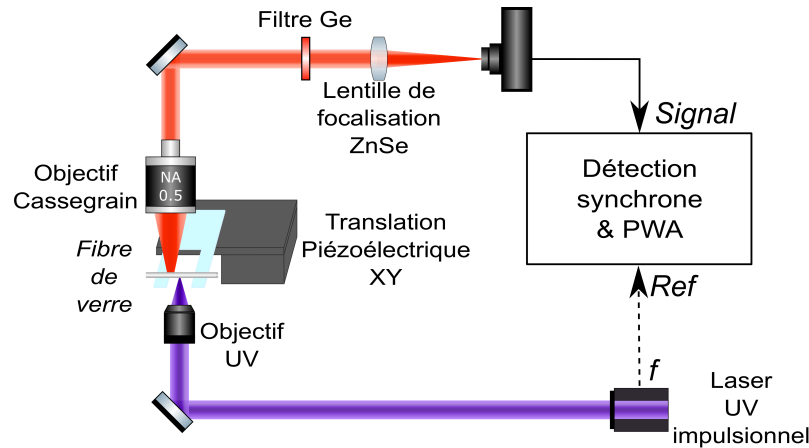 Filtre Ge
Lentille de
focalisation
ZnSe
Signal
Objectif
Cassegrain
NA
0.5
Détection
synchrone
& PWA
Translation
Piézoélectrique
XY
Fibre
de
verre
Ref
Objectif
UV
f
Laser
UV
impulsionnel